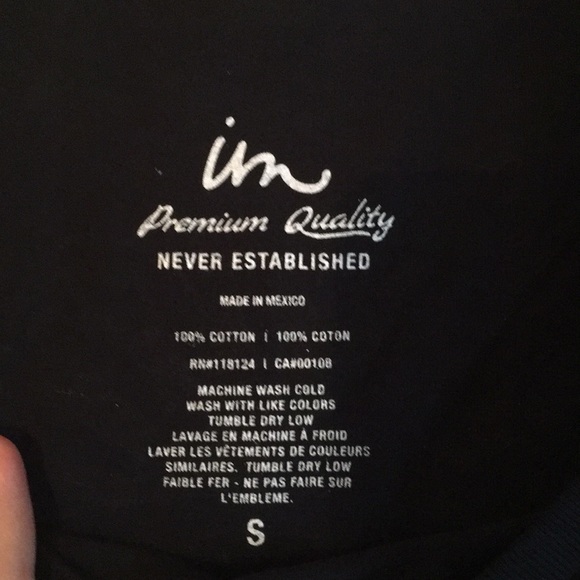 im
Premium Quality
NEVER ESTABLISHED
MADE IN MEXICO
100% COTTON | 100% COTON
RN#118124 | CA#00108
MACHINE WASH COLD
WASH WITH LIKE COLORS
TUMBLE DRY LOW
LAVAGE EN MACHINE À FROID
LAVER LES VÊTEMENTS DE COULEURS
SIMILAIRES. TUMBLE DRY LOW
FAIBLE FER - NE PAS FAIRE SUR
L'EMBLEME.
S